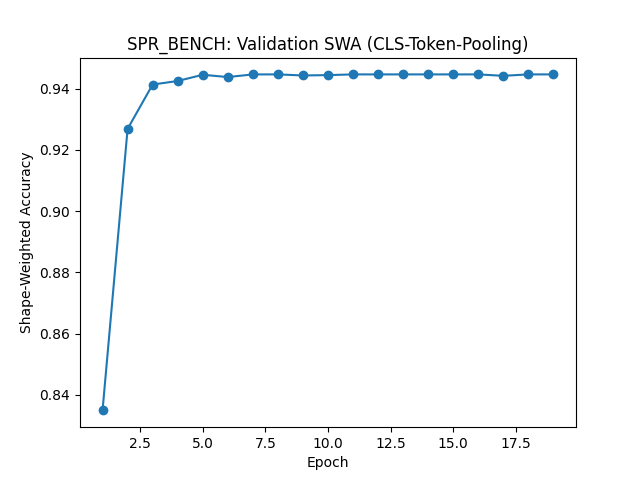 SPR_BENCH: Validation SWA (CLS-Token-Pooling)
Shape-Weighted Accuracy
0.94
0.92
0.90
0.88
0.86
0.84
2.5 5.0 7.5 10.0 12.5 15.0 17.5
Epoch